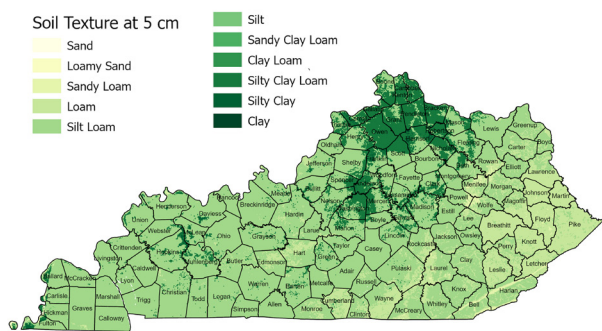 Soil Texture at 5 cm
Sand
Loamy Sand
Sandy Loam
Loam
Silt Loam
Silt
Sandy Clay Loam
Clay Loam
Silty Clay Loam
Silty Clay
Clay
Lewis
Greenup
Boyd
Carter
Rowan
Elliott
Lawrence
Oldham
Shelby
Bourbon
Jefferson
Fayette
Montgomery
Menifee
Morgan
Johnson
Martin
Magoffin
Wolfe
Powell
Estill
Floyd
Pike
Breathitt
Lee
Owsley
Jackson
Knott
Perry
Letcher
Leslie
Harlan
Clay
Knox
Bell
Laurel
Whitley
McCreary
Rockcastle
Pulaski
Wayne
Lincoln
Casey
Boyle
Madison
Owen
Scott
Nelson
Meade
Hancock
Breckinridge
Hardin
Grayson
Hart
Green
Taylor
Adair
Russell
Metcalfe
Cumberland
Clinton
Monroe
Barren
Allen
Warren
Simpson
Edmonson
Butler
Ohio
Daviess
Henderson
Union
Webster
Crittenden
Livingston
Caldwell
Lyon
Christian
Trigg
Todd
Logan
Ballard
McCracken
Carlisle
Marshall
Graves
Hickman
Fulton
Calloway